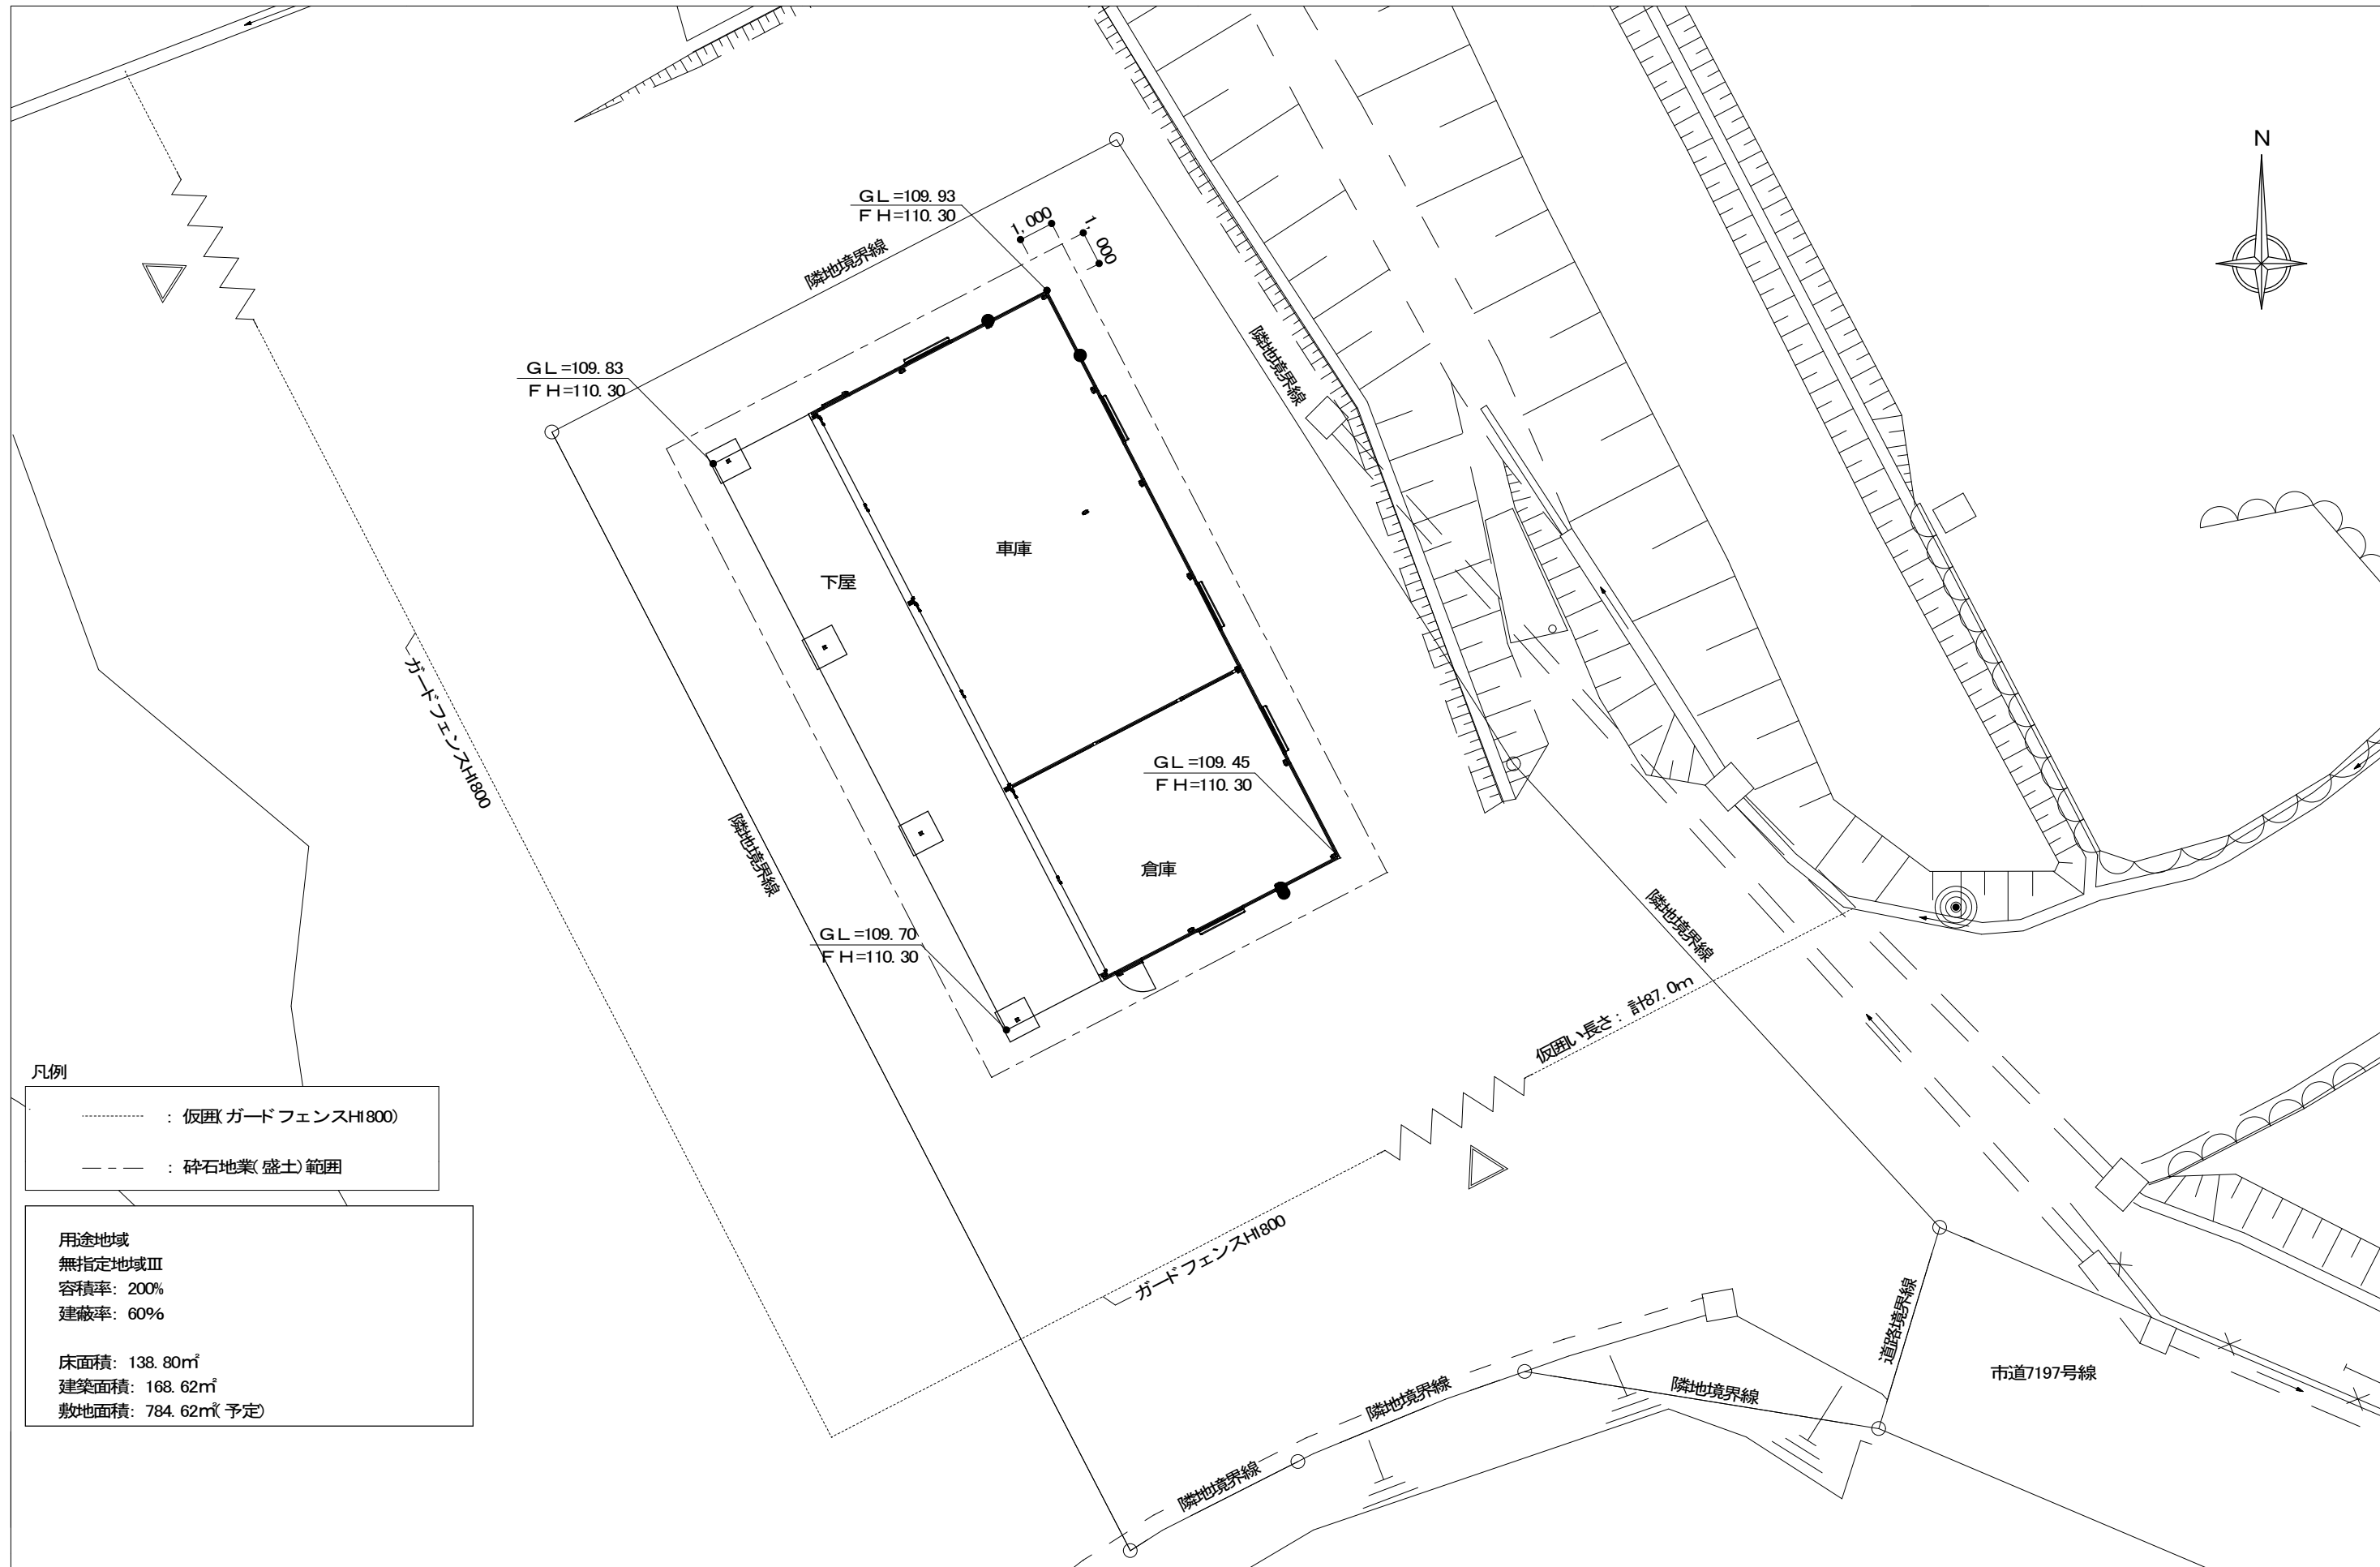 N
GL=109.93
FH=110.30
1,000
1,000
隣地境界線
隣地境界線
GL=109.83
FH=110.30
車庫
下屋
ガードフェンスH1800
GL=109.45
FH=110.30
隣地境界線
倉庫
GL=109.70
FH=110.30
隣地境界線
仮囲い長さ：計87.0m
ガードフェンスH1800
道路境界線
市道7197号線
隣地境界線
隣地境界線
隣地境界線
凡例
：仮囲(ガードフェンスH1800)
：砕石地業(盛土)範囲
用途地域
無指定地域Ⅲ
容積率：200%
建蔽率：60%
床面積：138.80㎡
建築面積：168.62㎡
敷地面積：784.62㎡(予定)